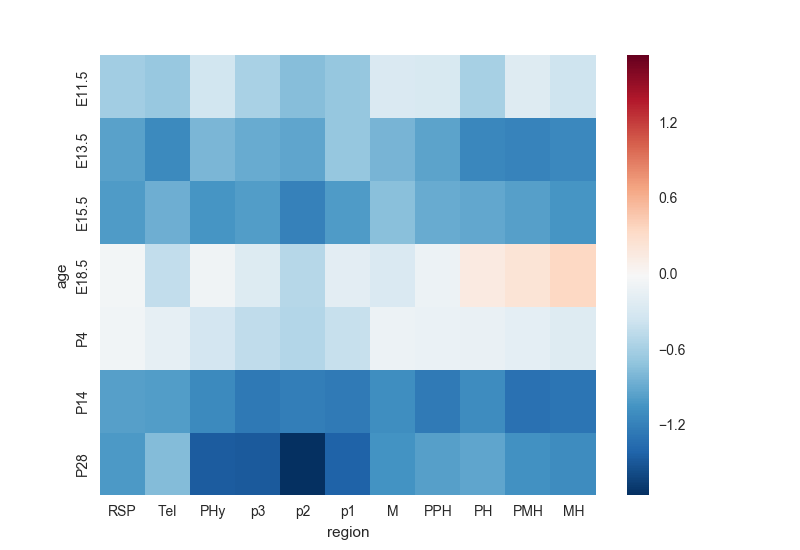 E11.5
E13.5
E15.5
E18.5
P4
P14
P28
age
RSP Tel PHy p3 p2 p1 M PPH PH PMH MH
region
1.2
0.6
0.0
−0.6
−1.2